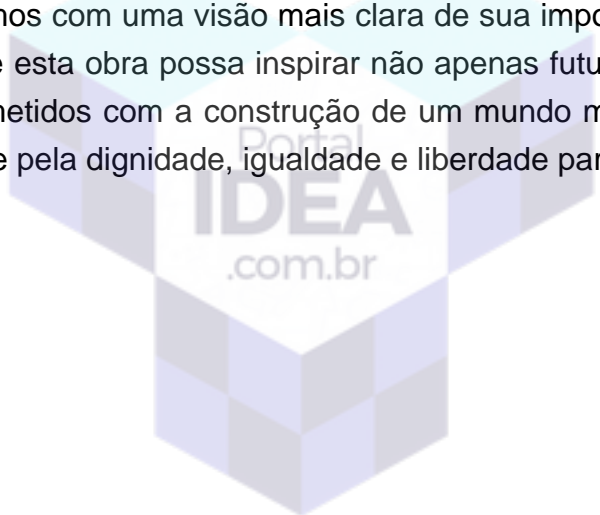 nos com uma visão mais clara de sua impo
e esta obra possa inspirar não apenas futu
metidos com a construção de um mundo m
e pela dignidade, igualdade e liberdade par
Portal
IDEA
.com.br